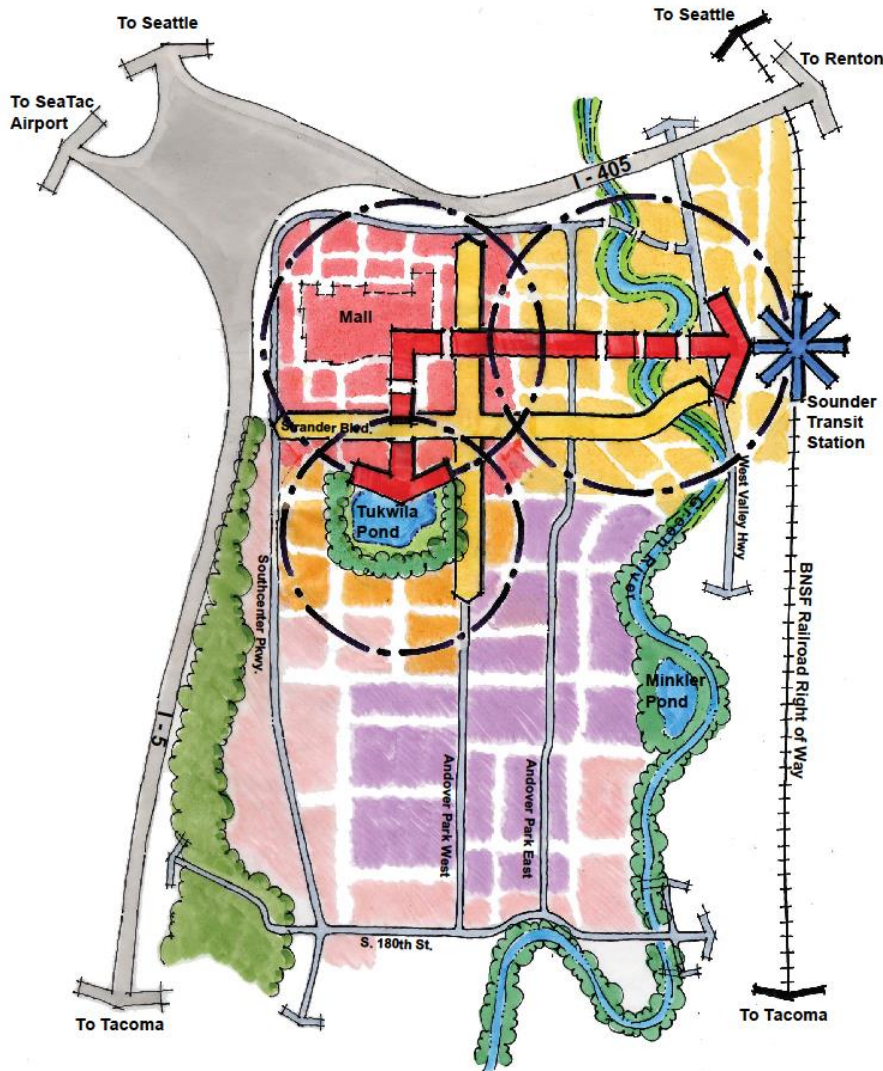 To Seattle
To Seattle
To Renton
To SeaTac
Airport
I - 405
Mall
Sounder
Transit
Station
Strander Blvd.
Tukwila
Pond
West Valley Hwy
Green River
Southcenter Pkwy.
BNSF Railroad Right of Way
Minkler
Pond
I - 5
Andover Park West
Andover Park East
S. 180th St.
To Tacoma
To Tacoma